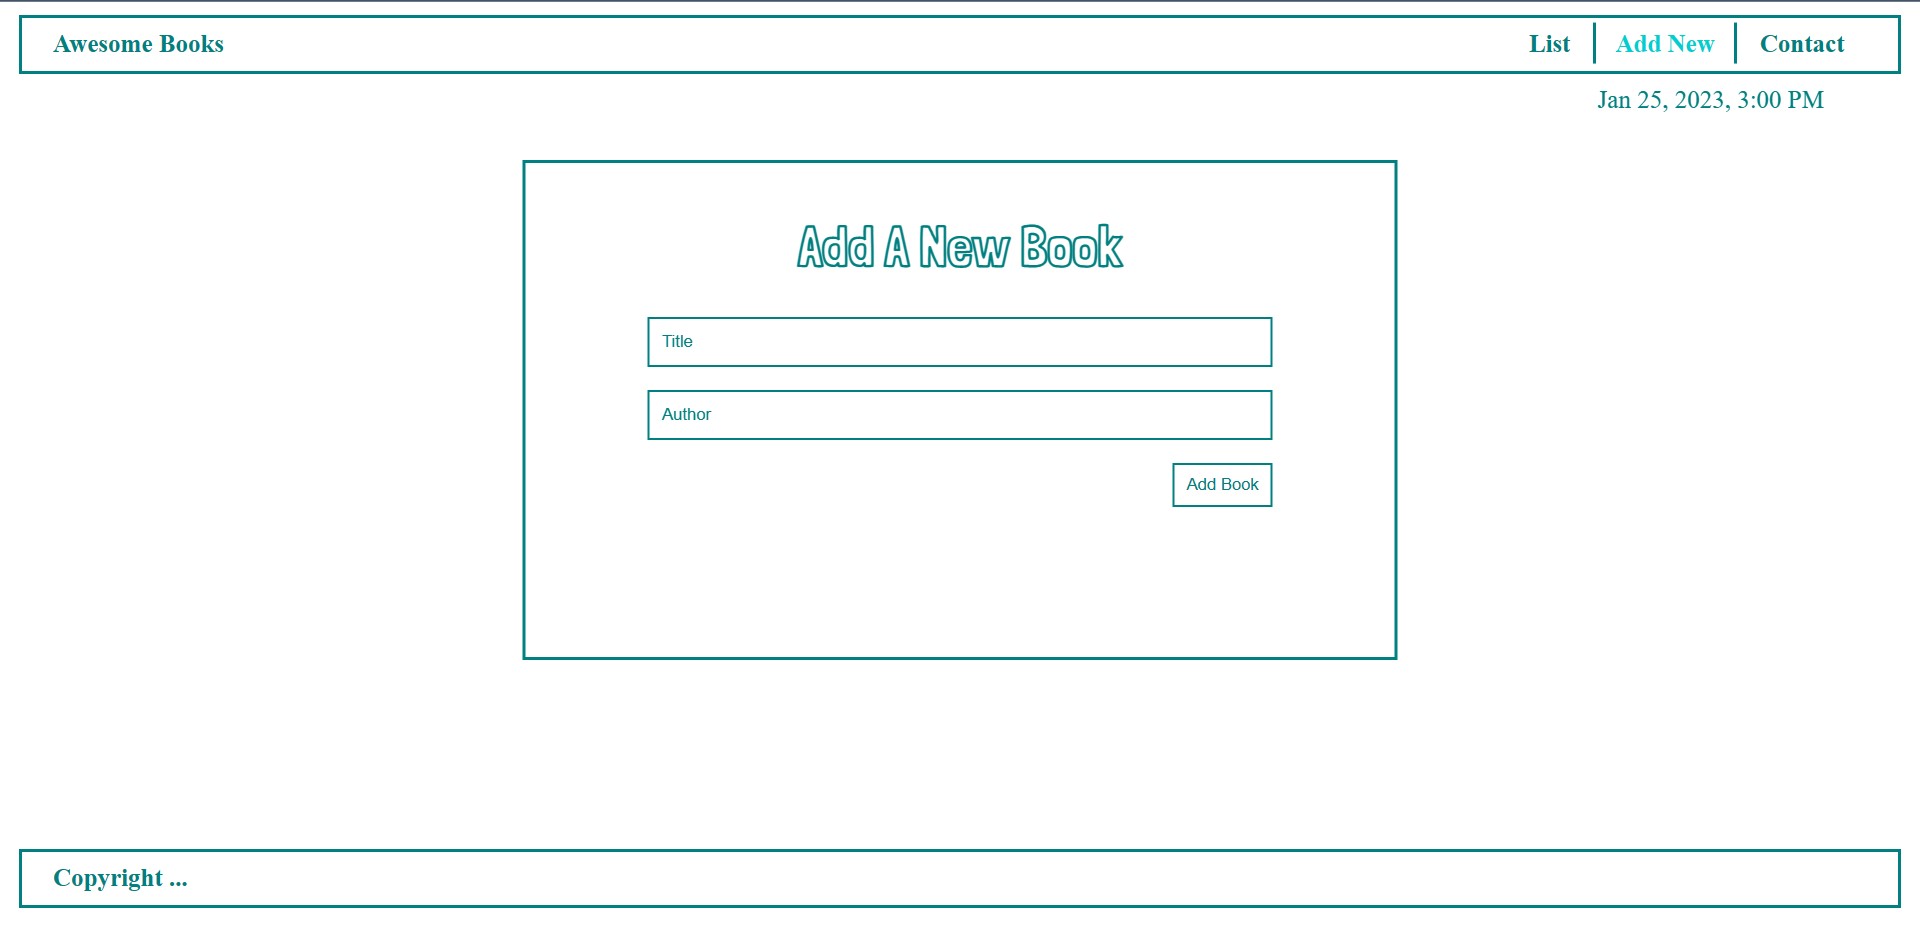 Awesome Books List Add New Contact
Jan 25, 2023, 3:00 PM
Add A New Book
Title
Author
Add Book
Copyright ...